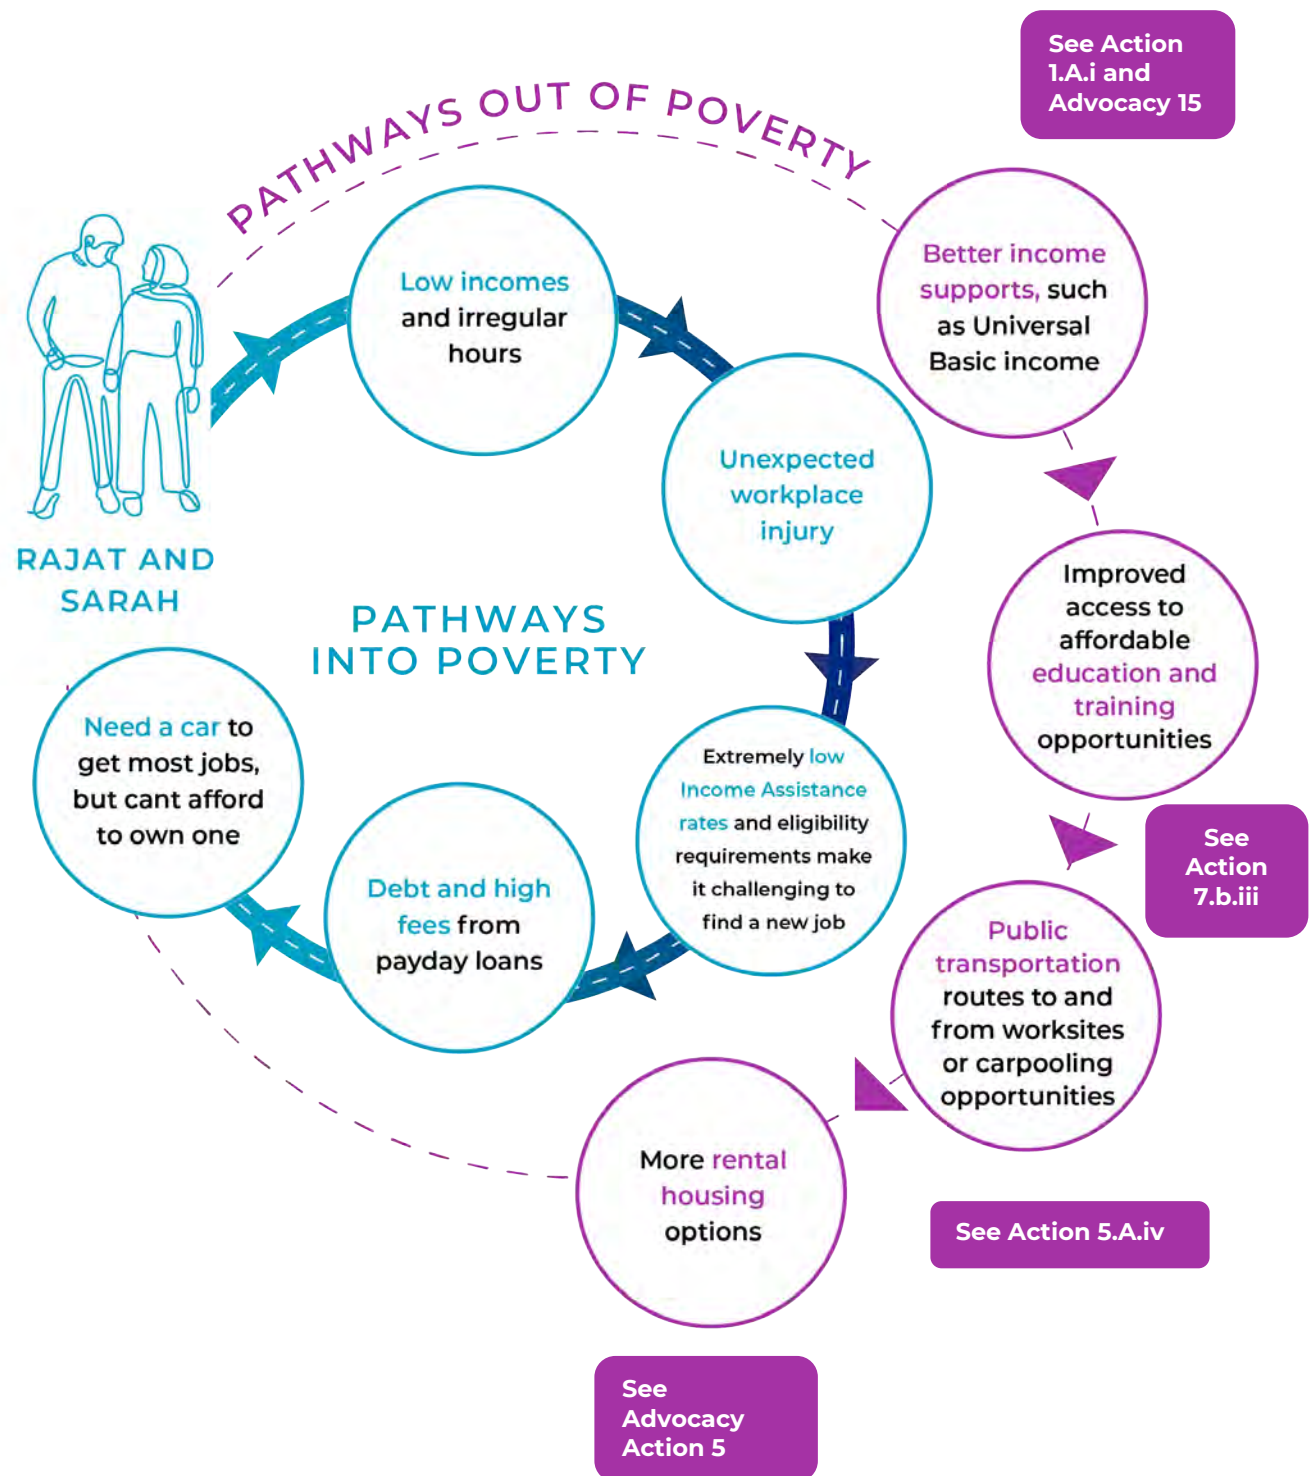 See Action
1.A.i and
Advocacy 15
PATHWAYS OUT OF POVERTY
Low incomes
and irregular
hours
Better income
supports, such
as Universal
Basic income
Unexpected
workplace
injury
RAJAT AND
SARAH
PATHWAYS
INTO POVERTY
Improved
access to
affordable
education and
training
opportunities
Need a car to
get most jobs,
but cant afford
to own one
Extremely low
Income Assistance
rates and eligibility
requirements make
it challenging to
find a new job
Debt and high
fees from
payday loans
See
Action
7.b.iii
Public
transportation
routes to and
from worksites
or carpooling
opportunities
More rental
housing
options
See Action 5.A.iv
See
Advocacy
Action 5